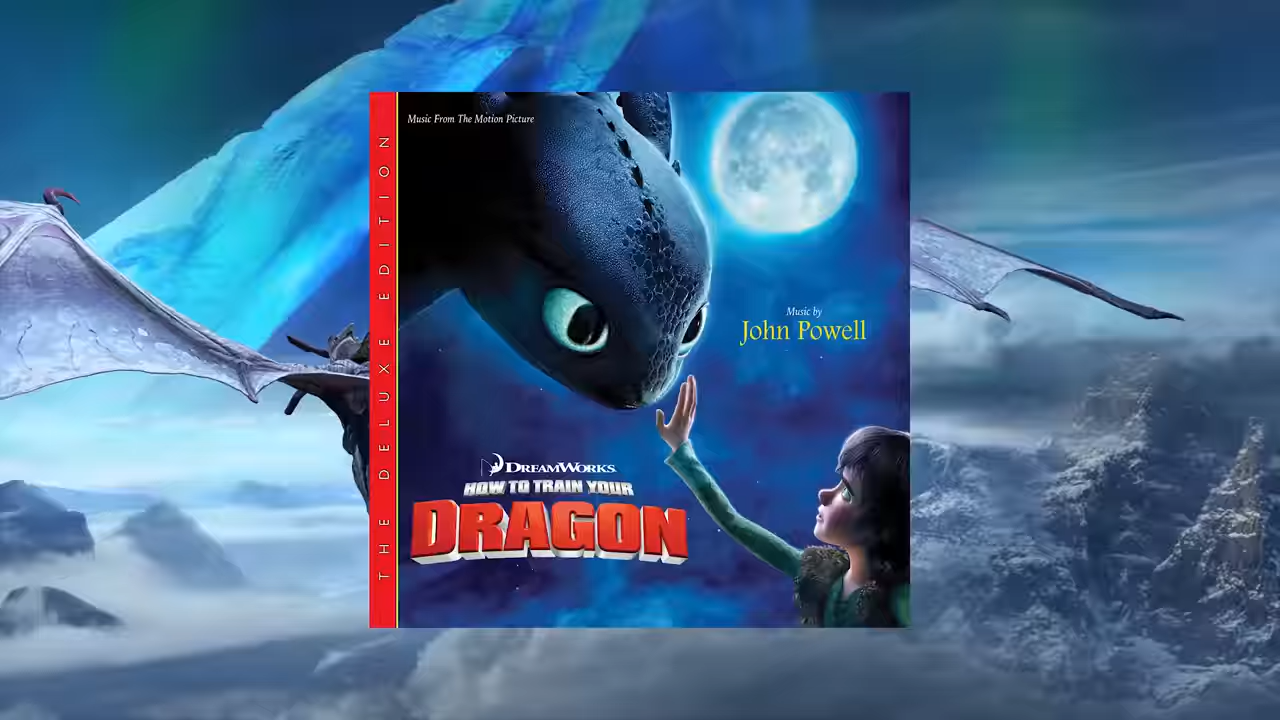 THE DELUXE EDITION
Music From The Motion Picture
Music by
John Powell
DREAMWORKS
HOW TO TRAIN YOUR
DRAGON